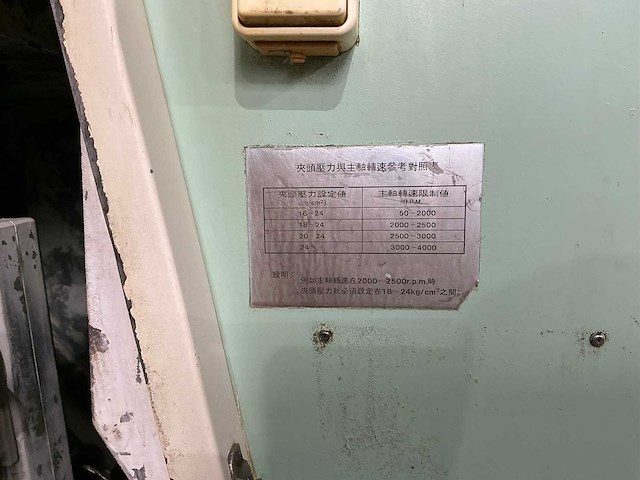 夾頭壓力與主軸轉速參考對照表
夾頭壓力設定值 主軸轉速限制值
/cm²) R.P.M.
16~24 50~2000
18~24 2000~2500
20~24 2500~3000
24 3000~4000
說明：
例如主軸轉速在2000~2500r.p.m.時
夾頭壓力就必須設定在18~24kg/cm²之間。